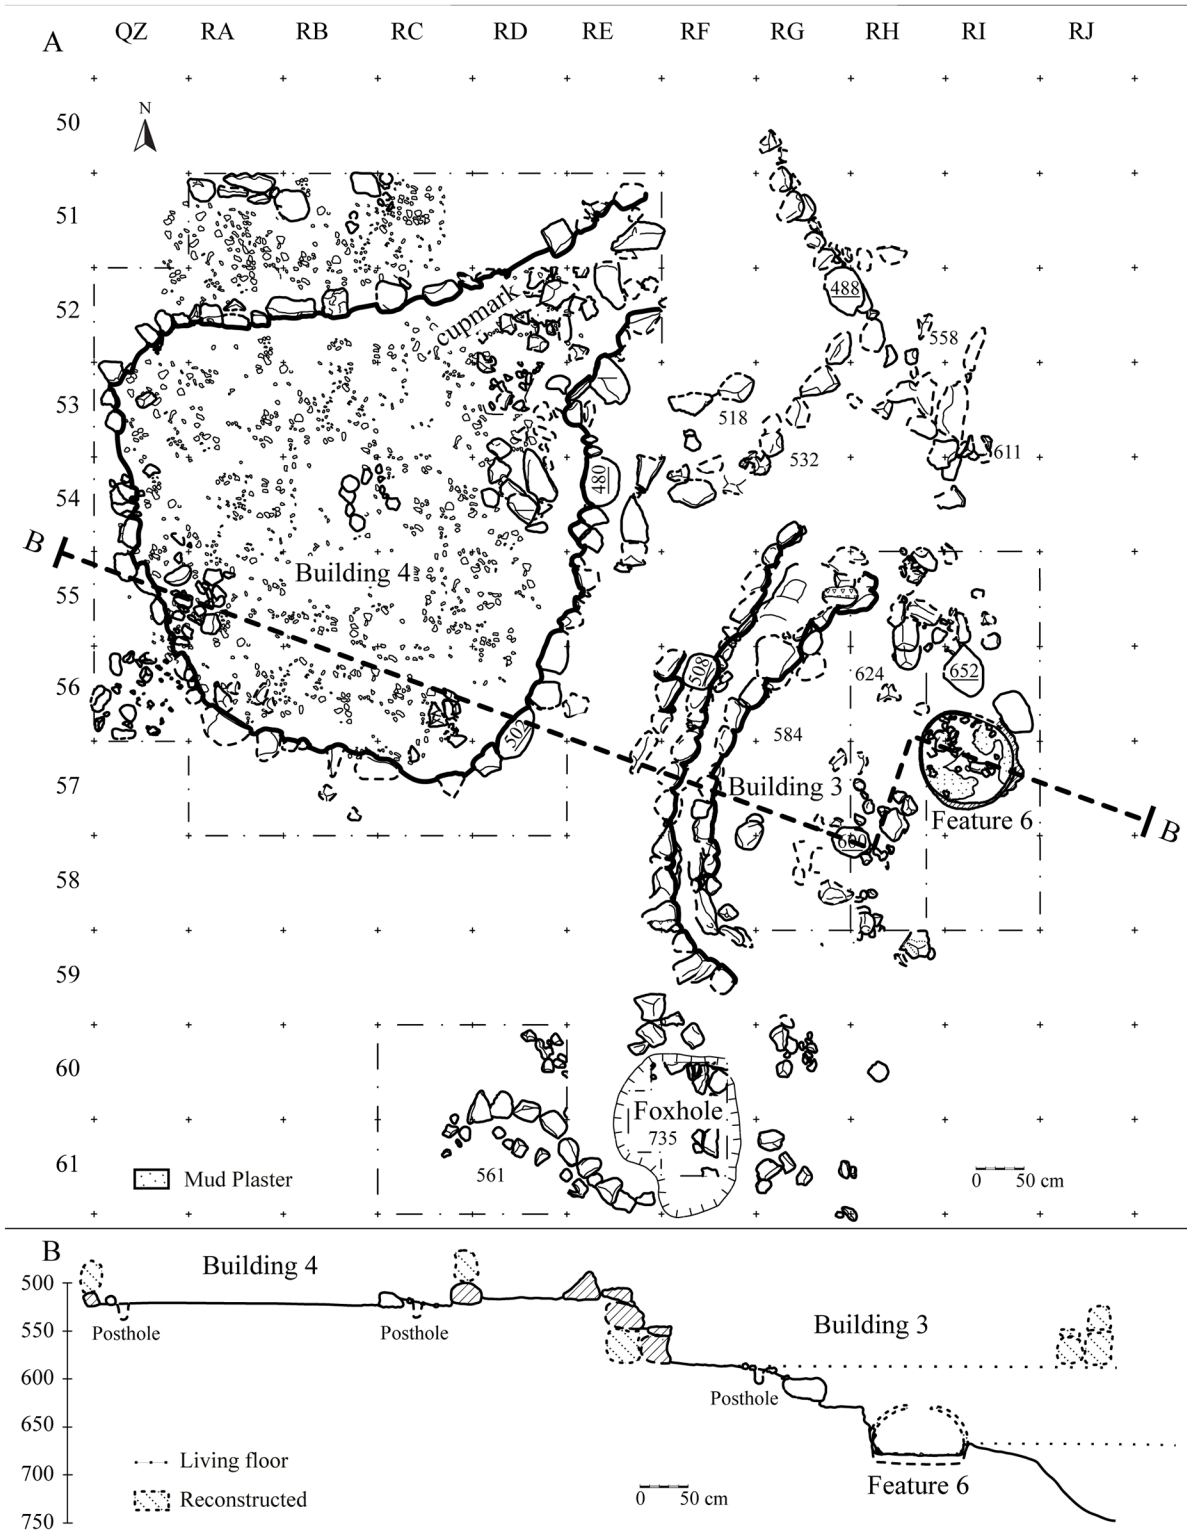 A
QZ RA RB RC RD RE RF RG RH RI RJ
N
50
51
52
488
cupmark
558
53
518
532
611
480
54
B
Building 4
55
56
508
624
652
502
584
57
Building 3
600
Feature 6
B
58
59
60
Foxhole
735
61
561
Mud Plaster
0 50 cm
B
Building 4
500
Posthole
Posthole
Building 3
550
600
Posthole
650
Living floor
700
Feature 6
Reconstructed
0 50 cm
750